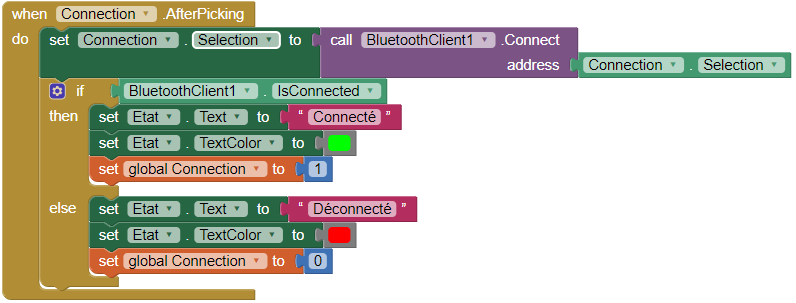 when Connection .AfterPicking
do set Connection . Selection to call BluetoothClient1 .Connect
address Connection . Selection
if BluetoothClient1 . IsConnected
then set Etat . Text to “ Connecté ”
set Etat . TextColor to
set global Connection to 1
else set Etat . Text to “ Déconnecté ”
set Etat . TextColor to
set global Connection to 0